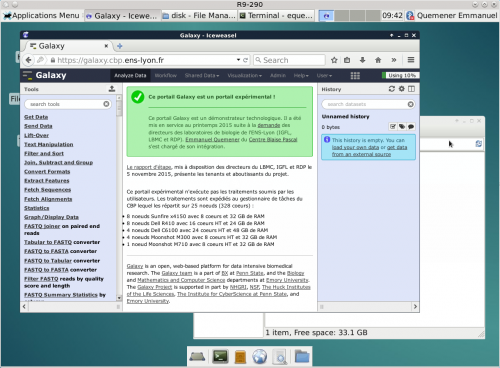 R9-290
Applications Menu
Galaxy - Icewease...
disk - File Mana...
Terminal - eque...
09:42
Quemener Emmanuel
Galaxy - Iceweasel
Galaxy
https://galaxy.cbp.ens-lyon.fr
Search
Galaxy
Analyze Data
Workflow
Shared Data
Visualization
Admin
Help
User
Using 10%
Tools
search tools
Get Data
Send Data
Lift-Over
Text Manipulation
Filter and Sort
Join, Subtract and Group
Convert Formats
Extract Features
Fetch Sequences
Fetch Alignments
Statistics
Graph/Display Data
FASTQ joiner on paired end
reads
Tabular to FASTQ converter
FASTQ to FASTA converter
FASTQ to Tabular converter
FASTQ to FASTQ converter
Filter FASTQ reads by quality
score and length
FASTQ Summary Statistics by
Ce portail Galaxy est un portail expérimental !
Ce portail Galaxy est un démonstrateur technologique. Il a été
mis en service au printemps 2015 suite à la demande des
directeurs des laboratoires de biologie de l'ENS-Lyon (IGFL,
LBMC, RDP). Emmanuel Quemener du Centre Blaise Pascal
s'est chargé de son intégration.
Le rapport d'étape, mis à disposition des directeurs du LBMC, IGFL et RDP le
5 novembre 2015, présente les tenants et aboutissants du projet.
Ce portail expérimental n'exécute pas les traitements soumis par les
utilisateurs. Les traitements sont expédiés au gestionnaire de tâches du
CBP lequel les répartit sur 25 noeuds (328 coeurs) :
8 noeuds Sunfire x4150 avec 8 coeurs et 32 GB de RAM
8 noeuds Dell R410 avec 16 coeurs HT et 24 GB de RAM
4 noeuds Dell C6100 avec 24 coeurs HT et 48 GB de RAM
4 noeuds Moonshot M300 avec 8 coeurs HT et 32 GB de RAM
1 noeud Moonshot M710 avec 8 coeurs HT et 32 GB de RAM
Galaxy is an open, web-based platform for data intensive biomedical
research. The Galaxy team is a part of BX at Penn State, and the Biology
and Mathematics and Computer Science departments at Emory University.
The Galaxy Project is supported in part by NHGRI, NSF, The Huck Institutes
of the Life Sciences, The Institute for CyberScience at Penn State, and
Emory University.
History
search datasets
Unnamed history
0 bytes
This history is empty. You can
load your own data or get data
from an external source
1 item, Free space: 33.1 GB